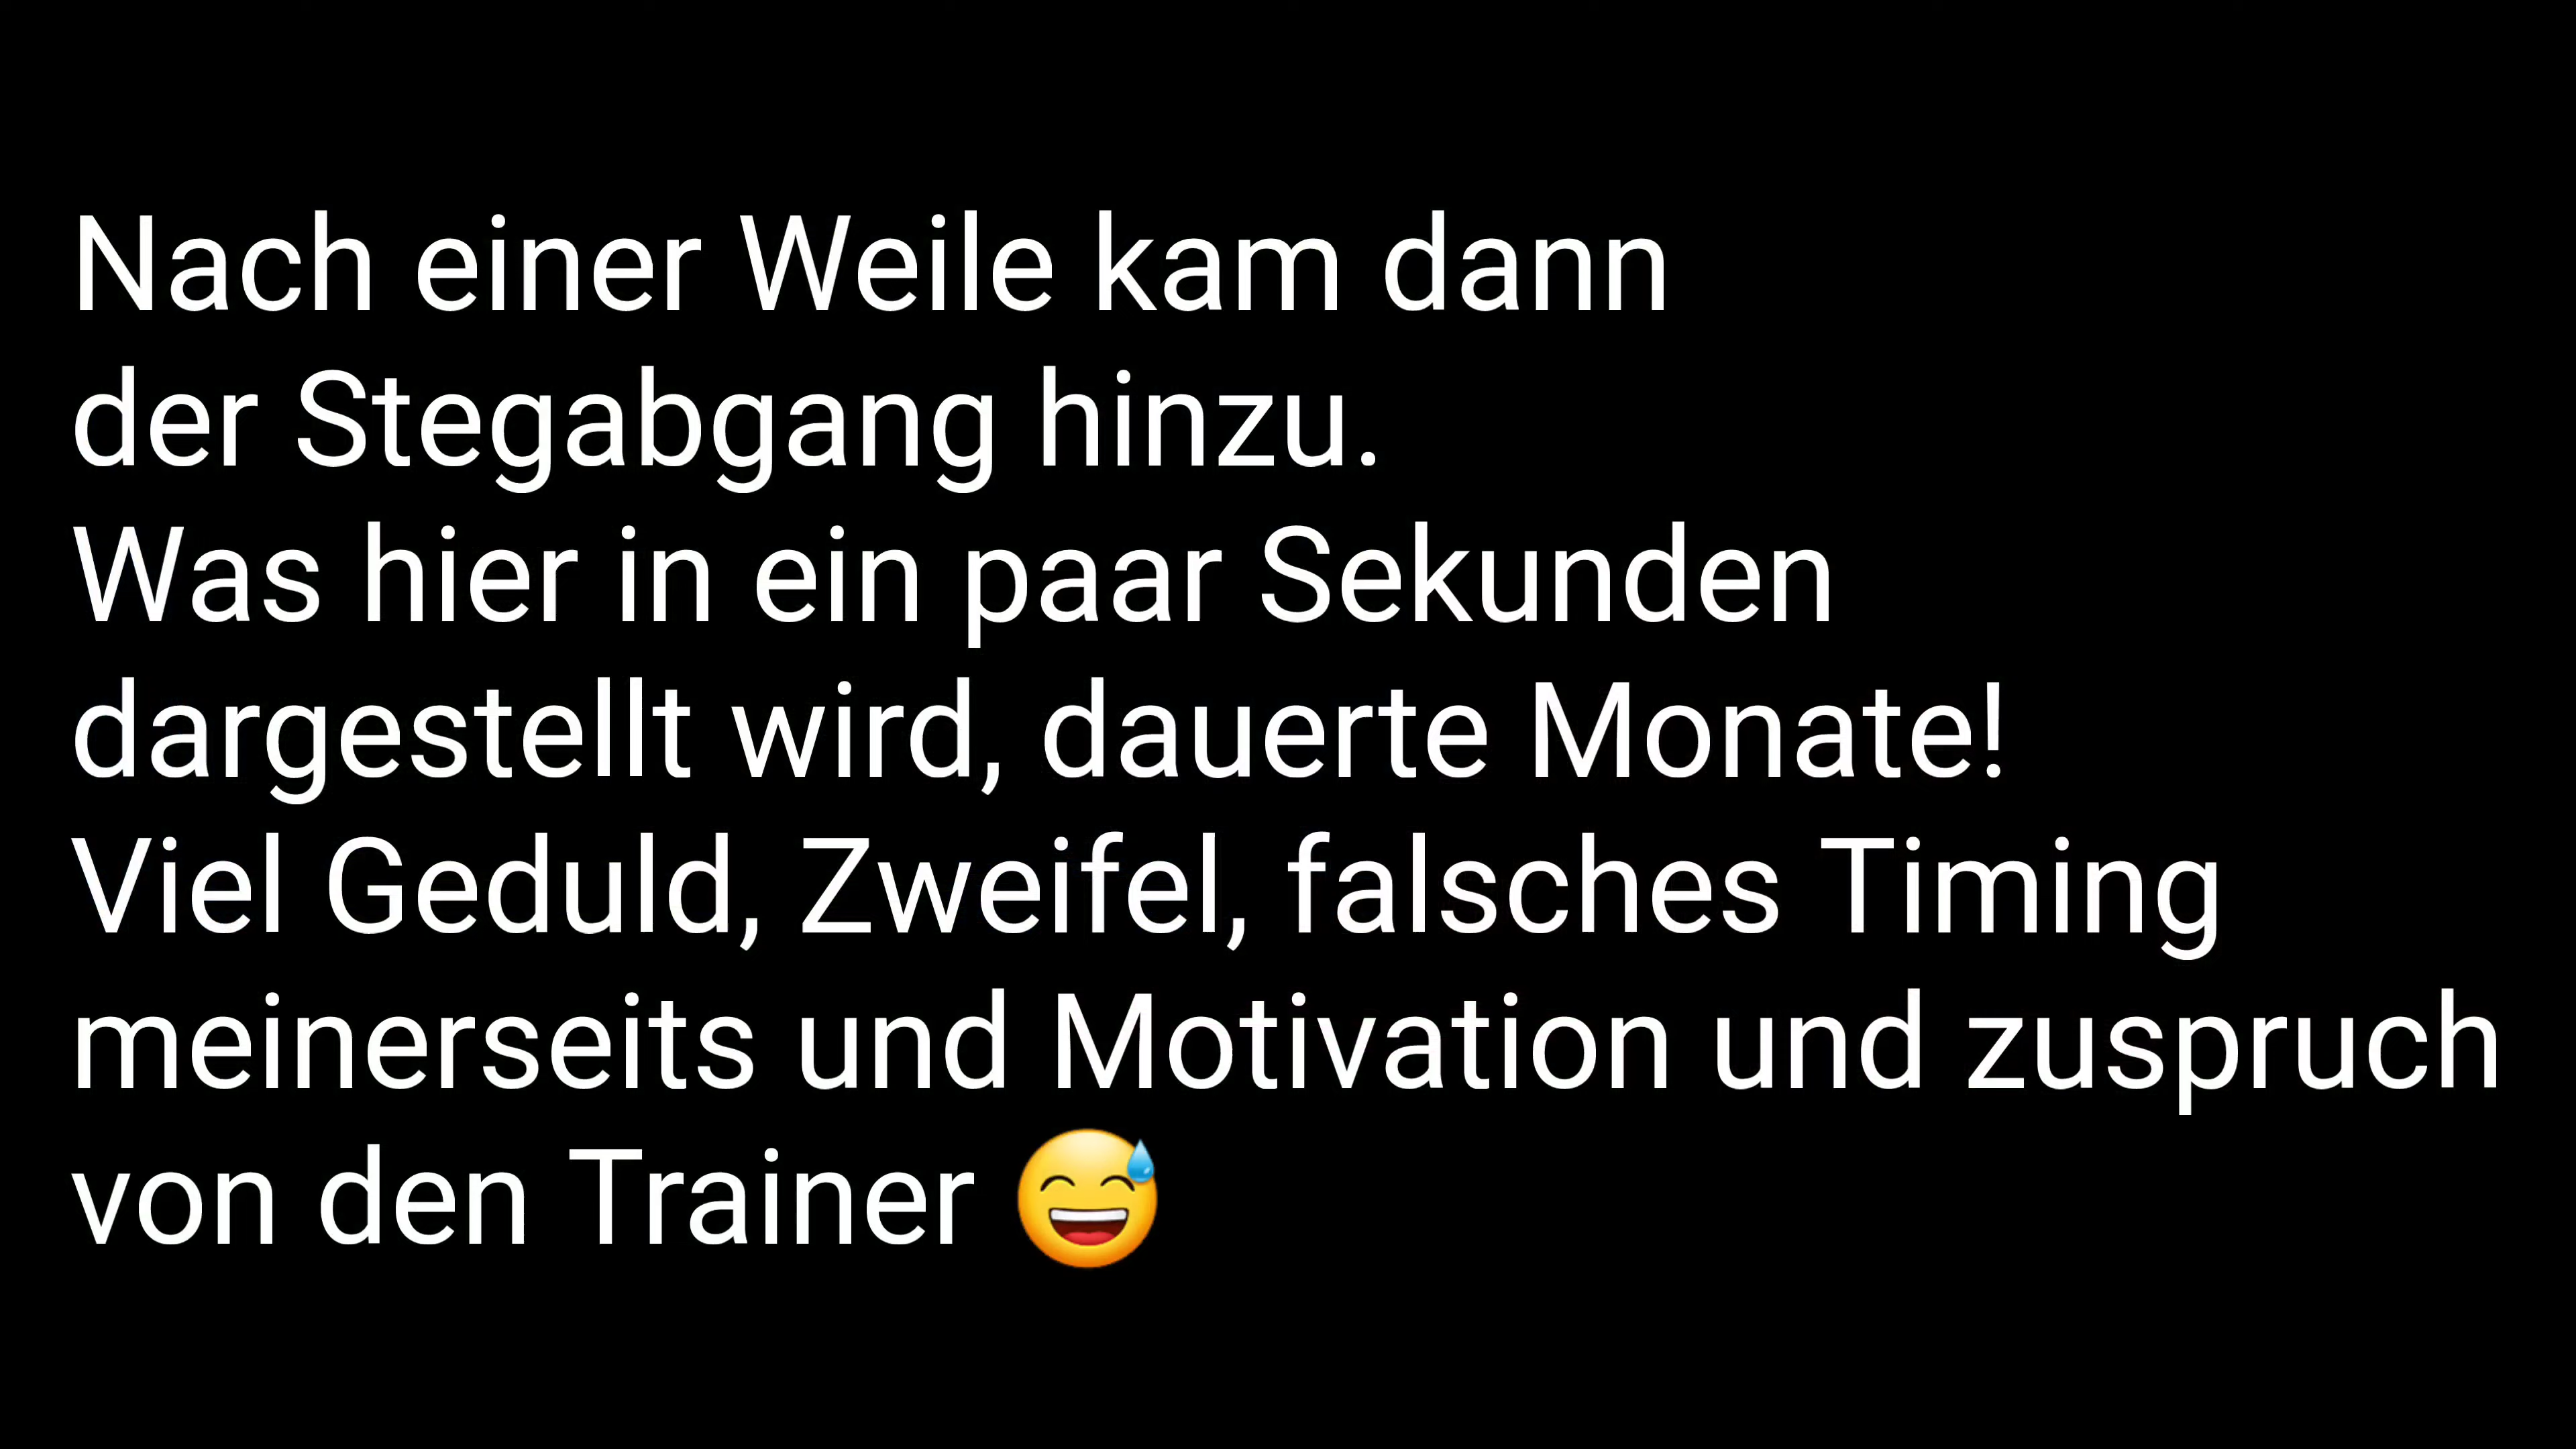 Nach einer Weile kam dann
der Stegabgang hinzu.
Was hier in ein paar Sekunden
dargestellt wird, dauerte Monate!
Viel Geduld, Zweifel, falsches Timing
meinerseits und Motivation und zuspruch
von den Trainer 😅